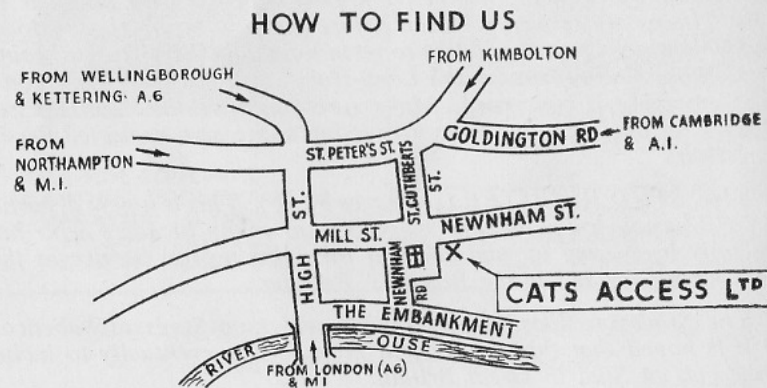 HOW TO FIND US
FROM KIMBOLTON
FROM WELLINGBOROUGH
& KETTERING. A.6
FROM
NORTHAMPTON
& M.I.
ST. PETER'S ST.
GOLDINGTON RD
FROM CAMBRIDGE
& A.I.
ST. CUTHBERTS
ST.
HIGH ST.
MILL ST.
NEWNHAM ST.
NEWNHAM
RD
CATS ACCESS LTD
THE EMBANKMENT
RIVER OUSE
FROM LONDON (A6)
& M1